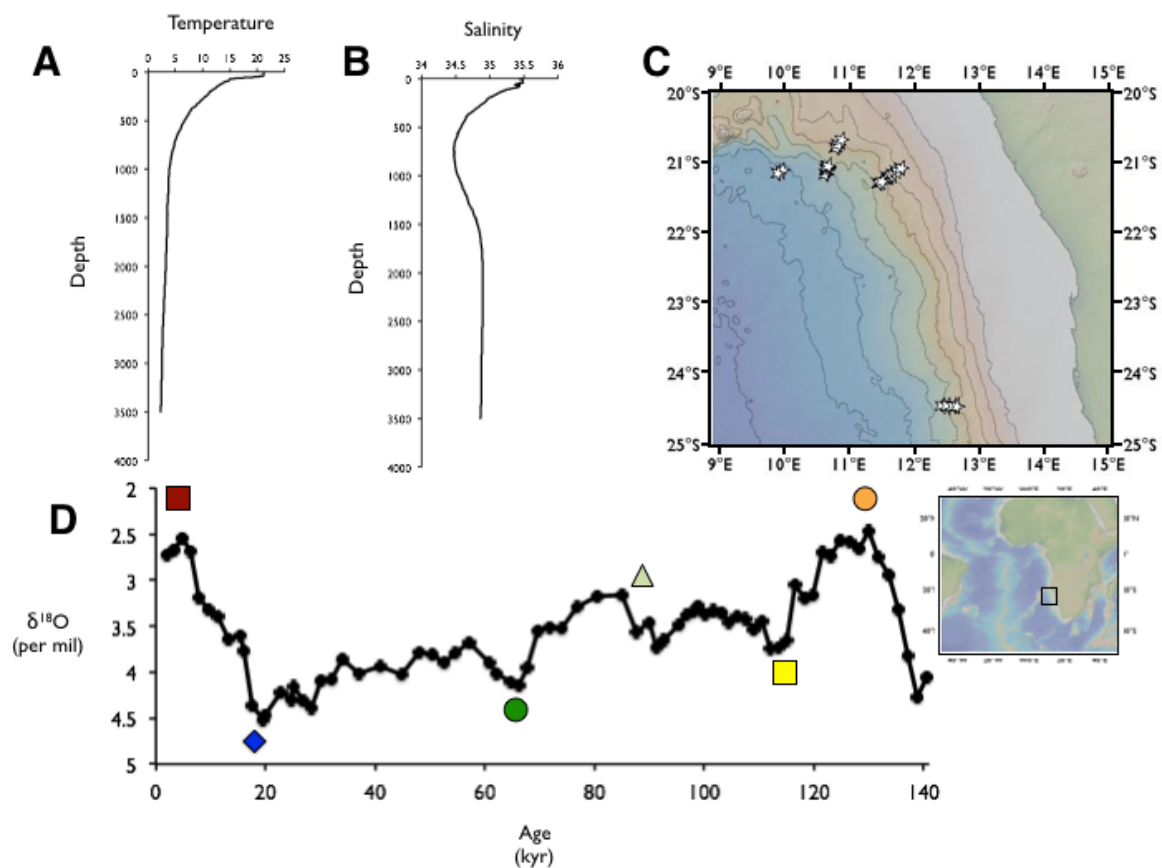 Temperature
Salinity
A
0 5 10 15 20 25
0
500
1000
1500
2000
2500
3000
3500
4000
Depth
B
34 34.5 35 35.5 36
0
500
1000
1500
2000
2500
3000
3500
4000
Depth
C
9°E 10°E 11°E 12°E 13°E 14°E 15°E
20°S 20°S
21°S 21°S
22°S 22°S
23°S 23°S
24°S 24°S
25°S 25°S
9°E 10°E 11°E 12°E 13°E 14°E 15°E
D
2
2.5
3
3.5
4
4.5
5
δ18O
(per mil)
0 20 40 60 80 100 120 140
Age
(kyr)